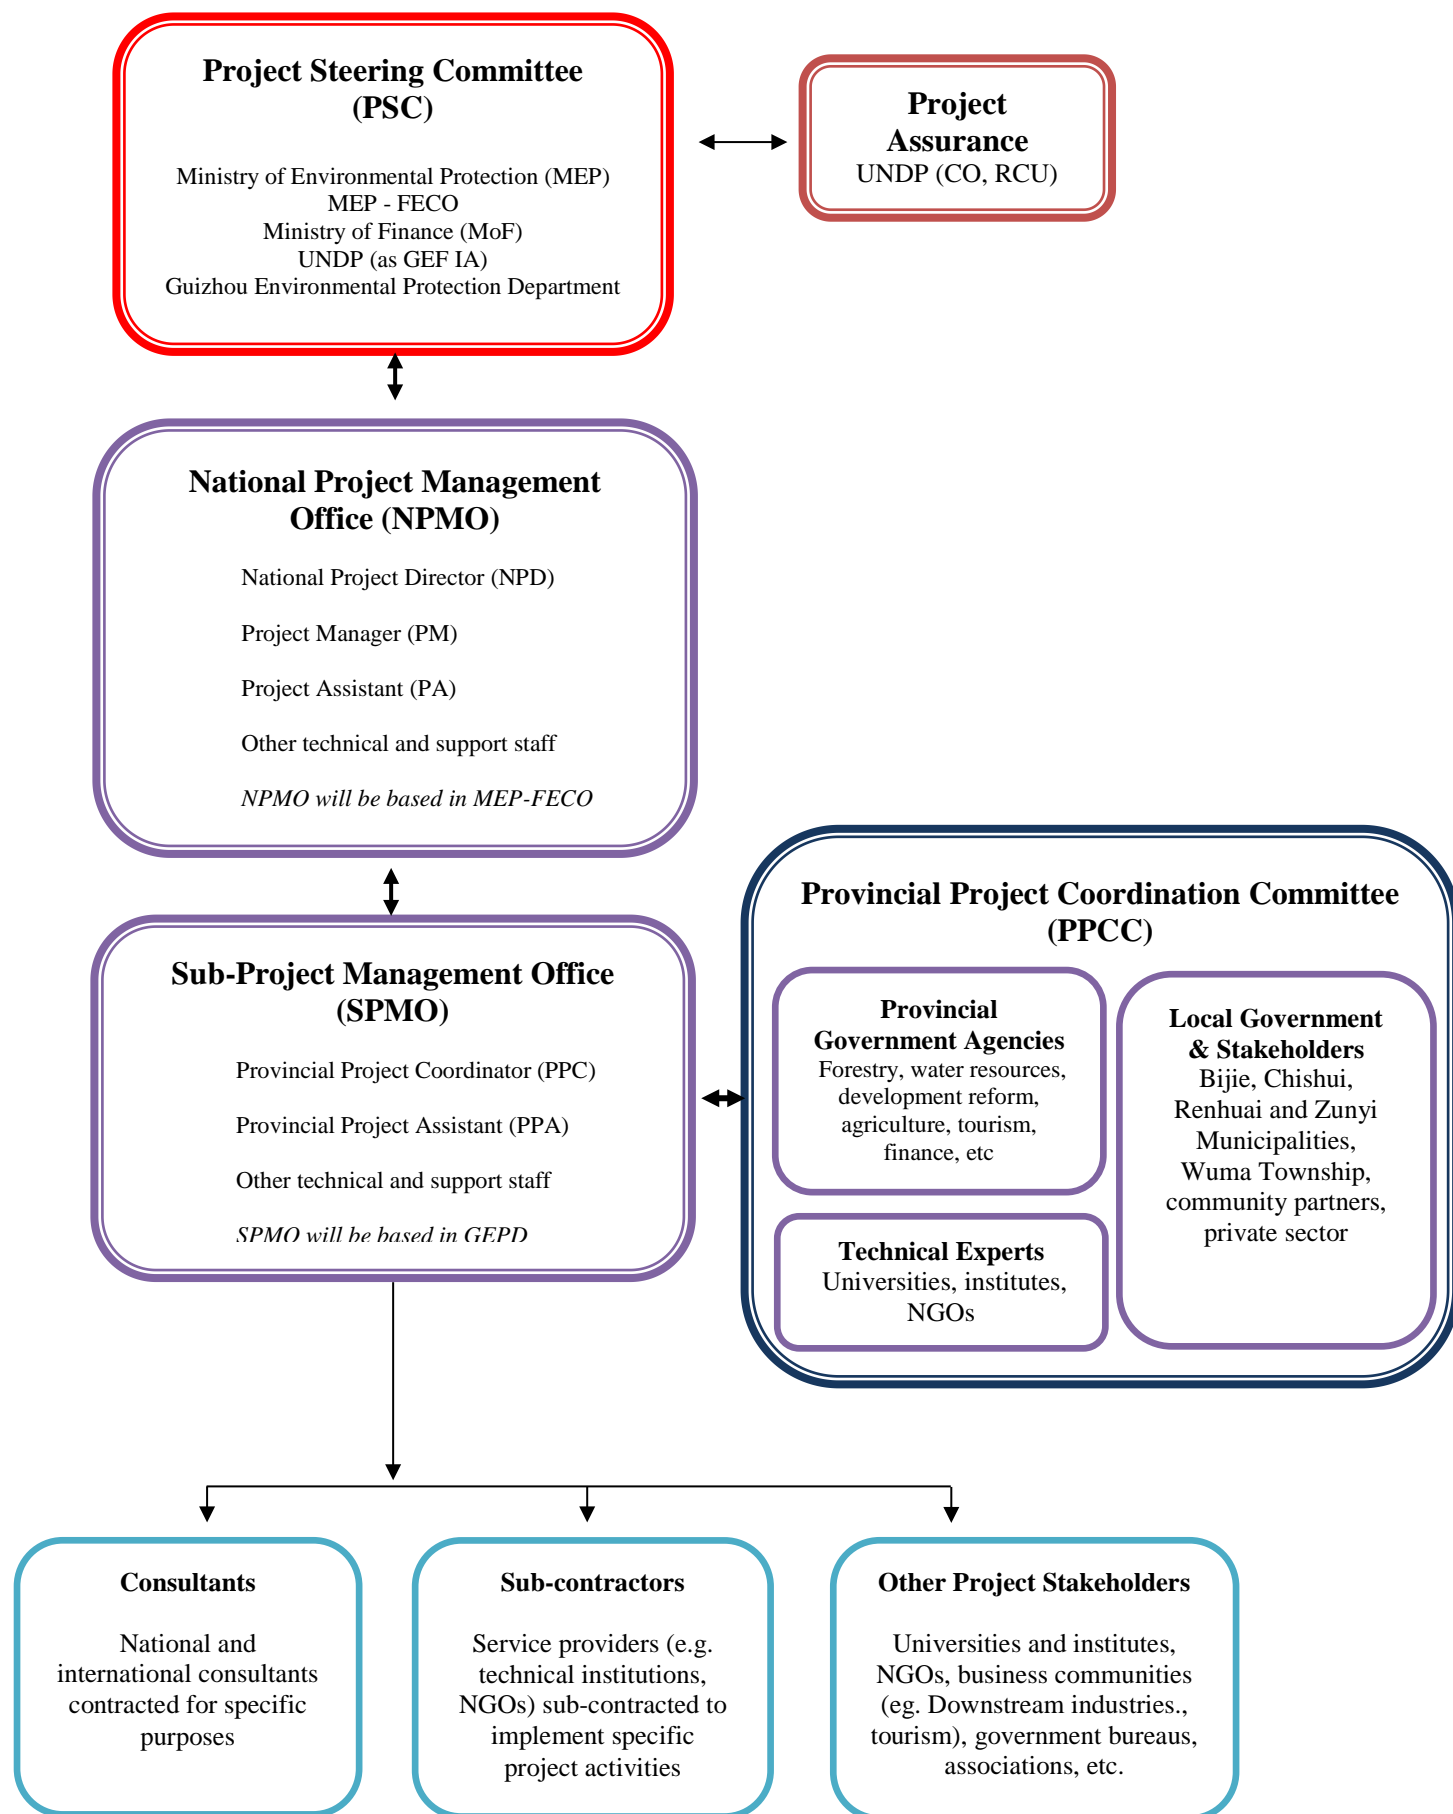 Project Steering Committee
(PSC)
Ministry of Environmental Protection (MEP)
MEP - FECO
Ministry of Finance (MoF)
UNDP (as GEF IA)
Guizhou Environmental Protection Department
Project
Assurance
UNDP (CO, RCU)
National Project Management
Office (NPMO)
National Project Director (NPD)
Project Manager (PM)
Project Assistant (PA)
Other technical and support staff
NPMO will be based in MEP-FECO
Sub-Project Management Office
(SPMO)
Provincial Project Coordinator (PPC)
Provincial Project Assistant (PPA)
Other technical and support staff
SPMO will be based in GEPD
Provincial Project Coordination Committee
(PPCC)
Provincial
Government Agencies
Forestry, water resources,
development reform,
agriculture, tourism,
finance, etc
Technical Experts
Universities, institutes,
NGOs
Local Government
& Stakeholders
Bijie, Chishui,
Renhuai and Zunyi
Municipalities,
Wuma Township,
community partners,
private sector
Consultants
National and
international consultants
contracted for specific
purposes
Sub-contractors
Service providers (e.g.
technical institutions,
NGOs) sub-contracted to
implement specific
project activities
Other Project Stakeholders
Universities and institutes,
NGOs, business communities
(eg. Downstream industries.,
tourism), government bureaus,
associations, etc.